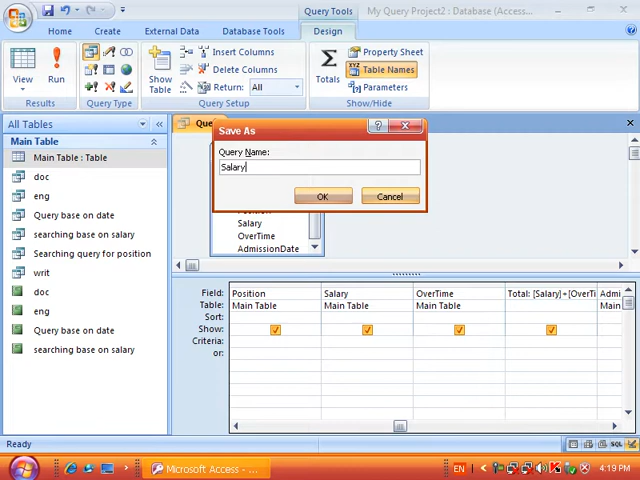 Query Tools
My Query Project2 : Database (Access...
Home
Create
External Data
Database Tools
Design
View
Run
Results
Query Type
Show Table
Insert Columns
Delete Columns
Return:
All
Query Setup
Totals
Property Sheet
Table Names
Parameters
Show/Hide
All Tables
Main Table
Main Table : Table
doc
eng
Query base on date
searching base on salary
Searching query for position
writ
doc
eng
Query base on date
searching base on salary
Save As
Query Name:
Salary
OK
Cancel
Salary
OverTime
AdmissionDate
Field:
Position
Salary
OverTime
Total: [Salary]+[OverTi
Table:
Main Table
Main Table
Main Table
Main
Sort:
Show:
Criteria:
or:
Ready
SQL
Microsoft Access - ...
EN
4:19 PM